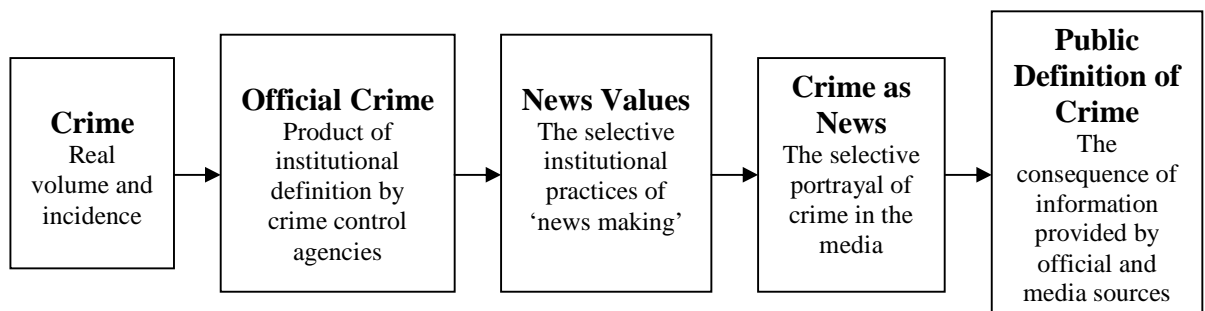 Crime
Real
volume and
incidence
Official Crime
Product of
institutional
definition by
crime control
agencies
News Values
The selective
institutional
practices of
‘news making’
Crime as
News
The selective
portrayal of
crime in the
media
Public
Definition of
Crime
The
consequence of
information
provided by
official and
media sources